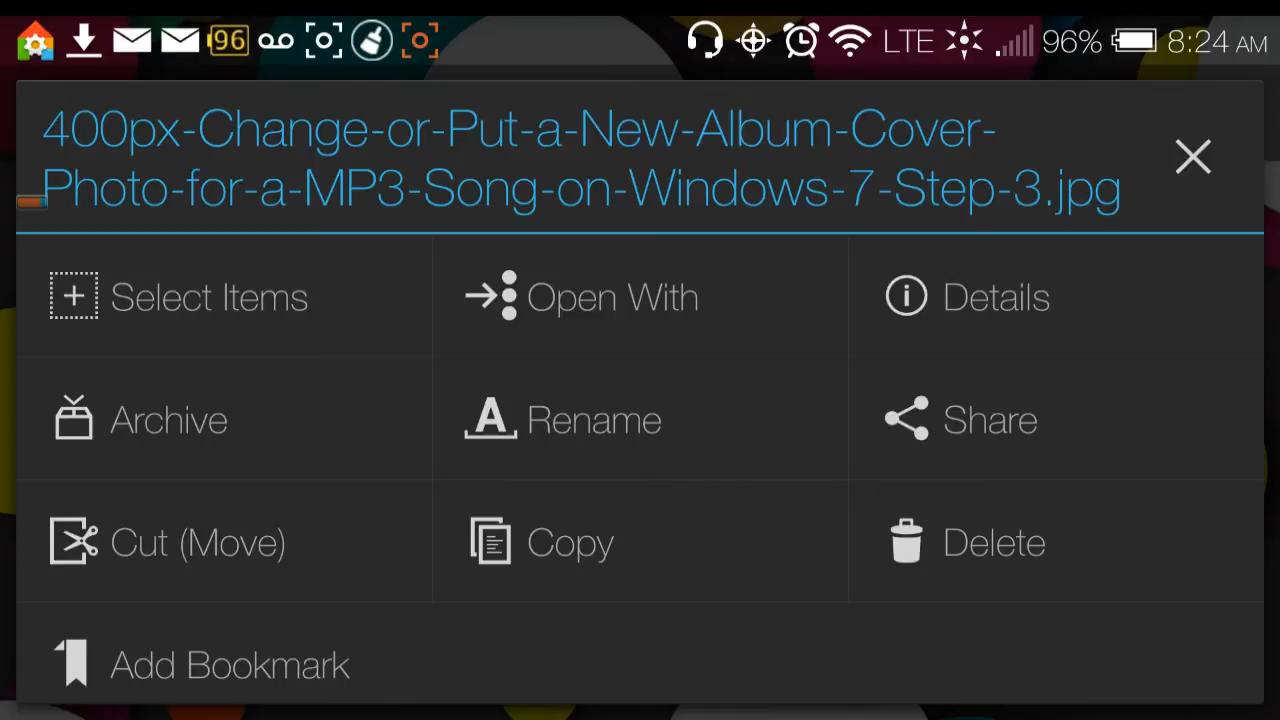 96 LTE 96% 8:24 AM
400px-Change-or-Put-a-New-Album-Cover-
Photo-for-a-MP3-Song-on-Windows-7-Step-3.jpg
Select Items Open With Details
Archive Rename Share
Cut (Move) Copy Delete
Add Bookmark